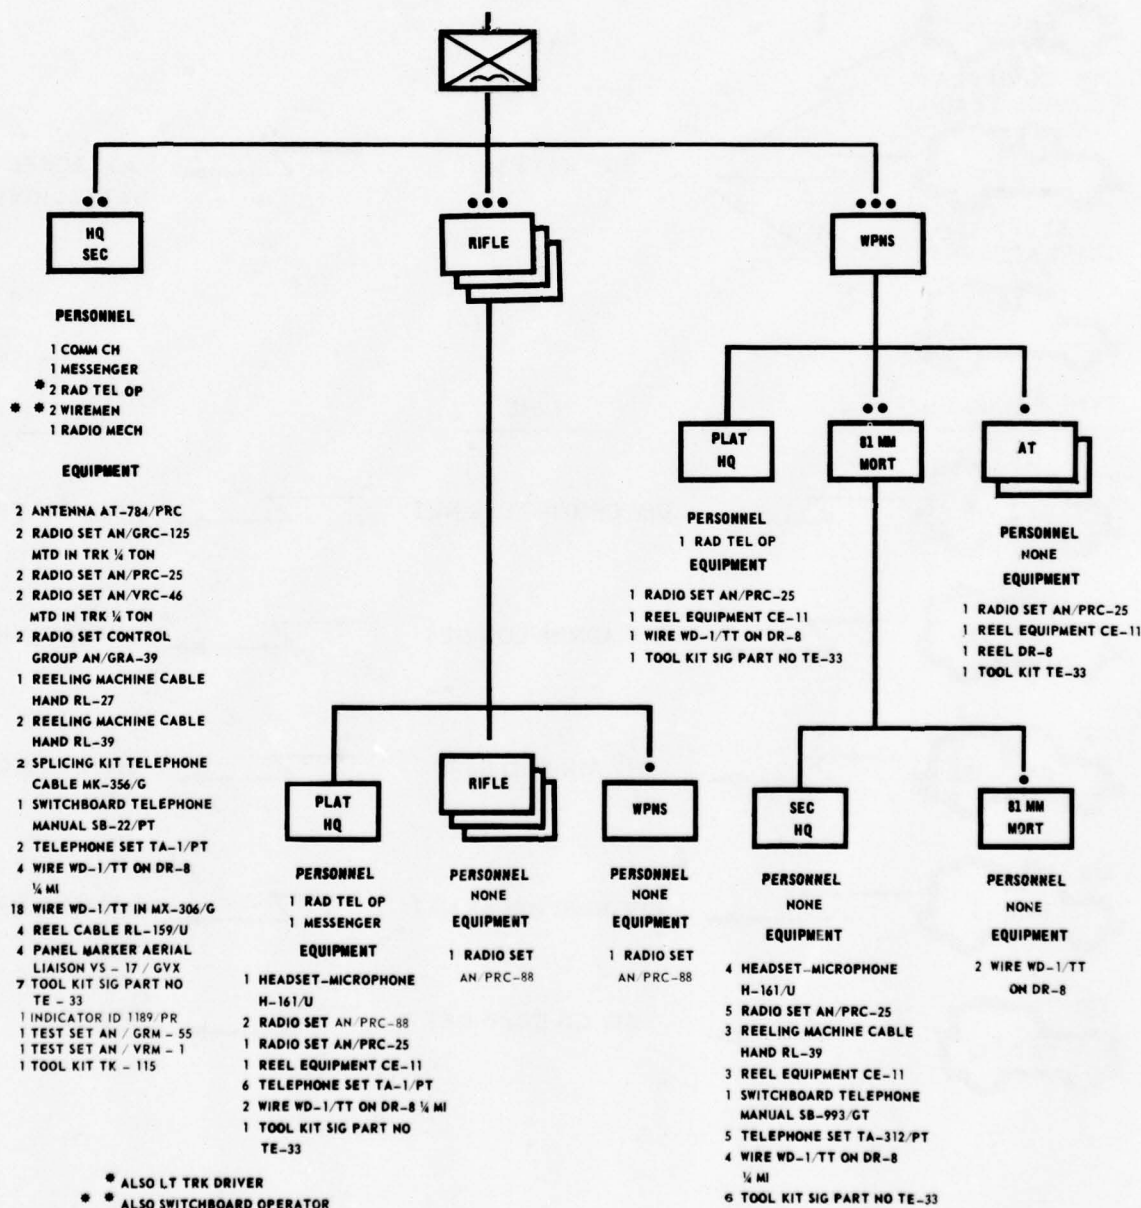 HQ
SEC
RIFLE
WPNS
PERSONNEL
1 COMM CH
1 MESSENGER
* 2 RAD TEL OP
* * 2 WIREMEN
1 RADIO MECH
EQUIPMENT
2 ANTENNA AT-784/PRC
2 RADIO SET AN/GRC-125
MTD IN TRK ¼ TON
2 RADIO SET AN/PRC-25
2 RADIO SET AN/VRC-46
MTD IN TRK ¼ TON
2 RADIO SET CONTROL
GROUP AN/GRA-39
1 REELING MACHINE CABLE
HAND RL-27
2 REELING MACHINE CABLE
HAND RL-39
2 SPLICING KIT TELEPHONE
CABLE MK-356/G
1 SWITCHBOARD TELEPHONE
MANUAL SB-22/PT
2 TELEPHONE SET TA-1/PT
4 WIRE WD-1/TT ON DR-8
¼ MI
18 WIRE WD-1/TT IN MX-306/G
4 REEL CABLE RL-159/U
4 PANEL MARKER AERIAL
LIAISON VS - 17 / GVX
7 TOOL KIT SIG PART NO
TE - 33
1 INDICATOR ID 1189/PR
1 TEST SET AN / GRM - 55
1 TEST SET AN / VRM - 1
1 TOOL KIT TK - 115
PLAT
HQ
81 MM
MORT
AT
PERSONNEL
1 RAD TEL OP
EQUIPMENT
1 RADIO SET AN/PRC-25
1 REEL EQUIPMENT CE-11
1 WIRE WD-1/TT ON DR-8
1 TOOL KIT SIG PART NO TE-33
PERSONNEL
NONE
EQUIPMENT
1 RADIO SET AN/PRC-25
1 REEL EQUIPMENT CE-11
1 REEL DR-8
1 TOOL KIT TE-33
PLAT
HQ
RIFLE
WPNS
SEC
HQ
81 MM
MORT
PERSONNEL
1 RAD TEL OP
1 MESSENGER
EQUIPMENT
1 HEADSET-MICROPHONE
H-161/U
2 RADIO SET AN/PRC-88
1 RADIO SET AN/PRC-25
1 REEL EQUIPMENT CE-11
6 TELEPHONE SET TA-1/PT
2 WIRE WD-1/TT ON DR-8 ¼ MI
1 TOOL KIT SIG PART NO
TE-33
PERSONNEL
NONE
EQUIPMENT
1 RADIO SET
AN/PRC-88
PERSONNEL
NONE
EQUIPMENT
1 RADIO SET
AN/PRC-88
PERSONNEL
NONE
EQUIPMENT
4 HEADSET-MICROPHONE
H-161/U
5 RADIO SET AN/PRC-25
3 REELING MACHINE CABLE
HAND RL-39
3 REEL EQUIPMENT CE-11
1 SWITCHBOARD TELEPHONE
MANUAL SB-993/GT
5 TELEPHONE SET TA-312/PT
4 WIRE WD-1/TT ON DR-8
¼ MI
6 TOOL KIT SIG PART NO TE-33
PERSONNEL
NONE
EQUIPMENT
2 WIRE WD-1/TT
ON DR-8
* ALSO LT TRK DRIVER
* * ALSO SWITCHBOARD OPERATOR